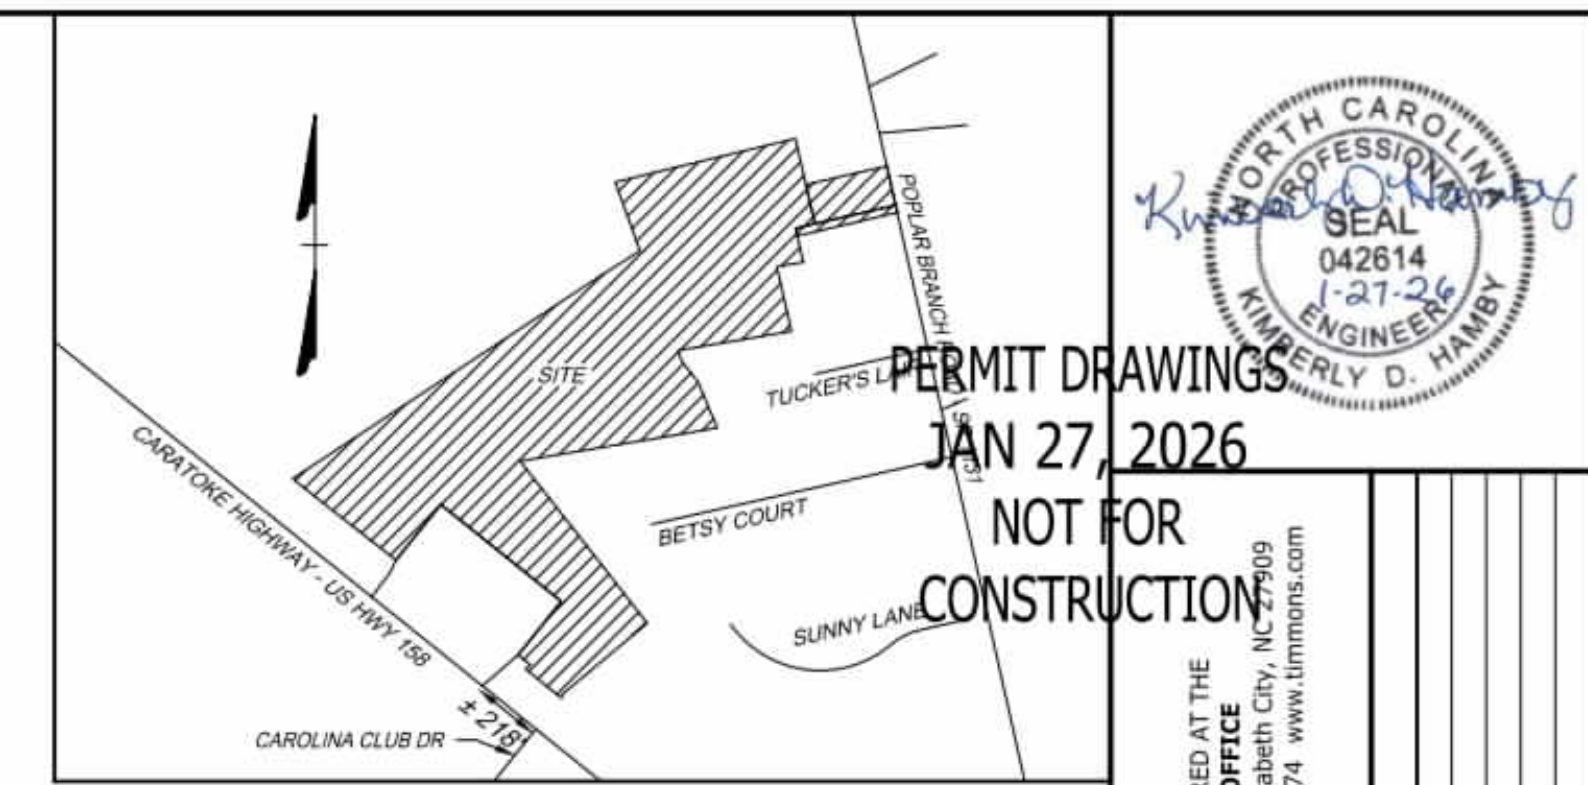 SITE
CARATOKE HIGHWAY - US HWY 158
POPLAR BRANCH
TUCKER'S
BETSY COURT
SUNNY LANE
± 218'
CAROLINA CLUB DR
PERMIT DRAWINGS
JAN 27, 2026
NOT FOR
CONSTRUCTION
NORTH CAROLINA
PROFESSIONAL
SEAL
042614
1-27-26
ENGINEER
KIMBERLY D. HAMBY
Kimberly D. Hamby
RED AT THE
OFFICE
abeth City, NC 27909
74 www.timmons.com